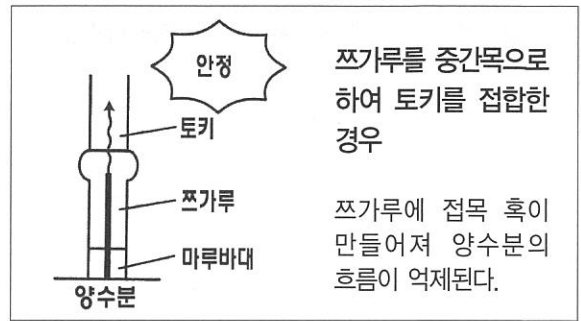 안정
토키
쯔가루
마루바대
양수분
쯔가루를 중간목으로
하여 토키를 접합한
경우
쯔가루에 접목 혹이
만들어져 양수분의
흐름이 억제된다.